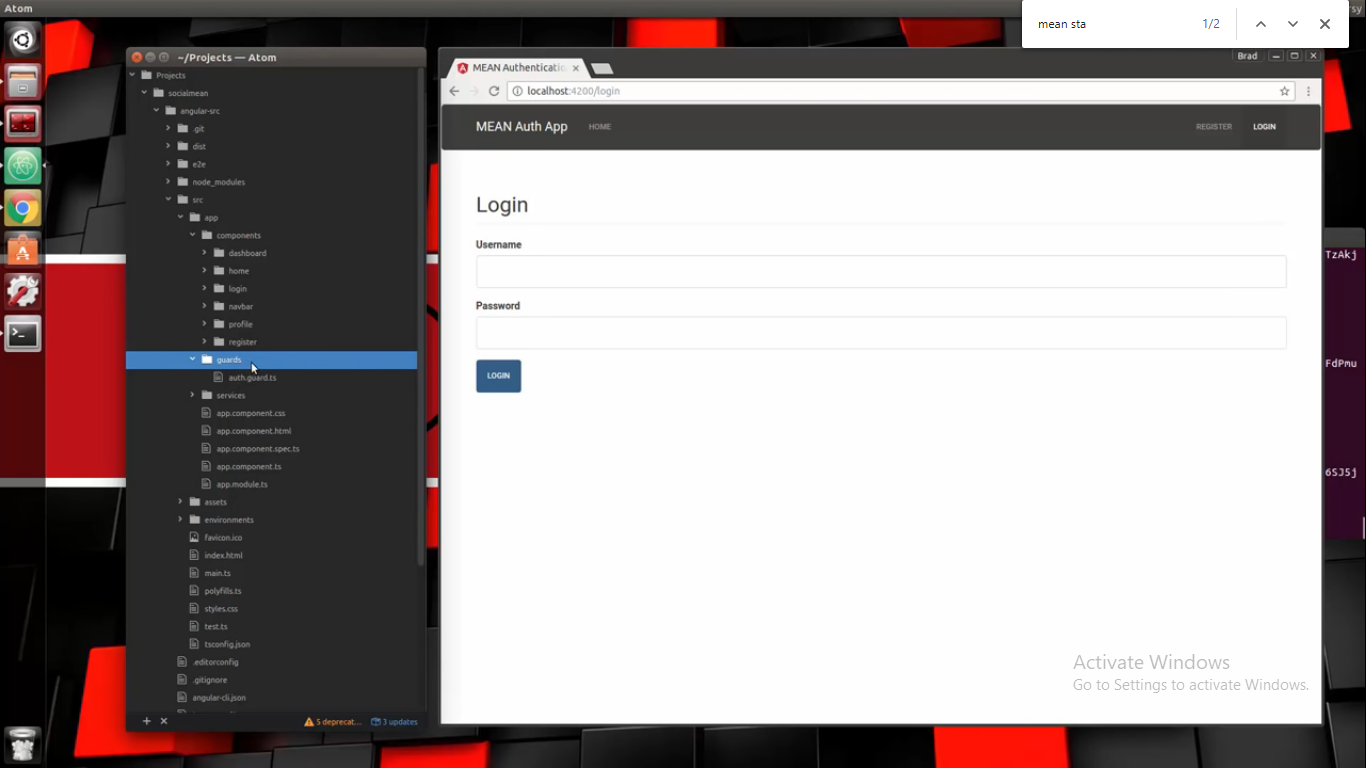 Atom
mean sta
1/2
~/Projects — Atom
Projects
socialmean
angular-src
.git
dist
e2e
node_modules
src
app
components
dashboard
home
login
navbar
profile
register
guards
auth.guard.ts
services
app.component.css
app.component.html
app.component.spec.ts
app.component.ts
app.module.ts
assets
environments
favicon.ico
index.html
main.ts
polyfills.ts
styles.css
test.ts
tsconfig.json
.editorconfig
.gitignore
angular-cli.json
5 deprecat...
3 updates
Brad
MEAN Authenticatio
localhost:4200/login
MEAN Auth App HOME REGISTER LOGIN
Login
Username
Password
LOGIN
TzAkj
FdPmu
6SJ5j
Activate Windows
Go to Settings to activate Windows.